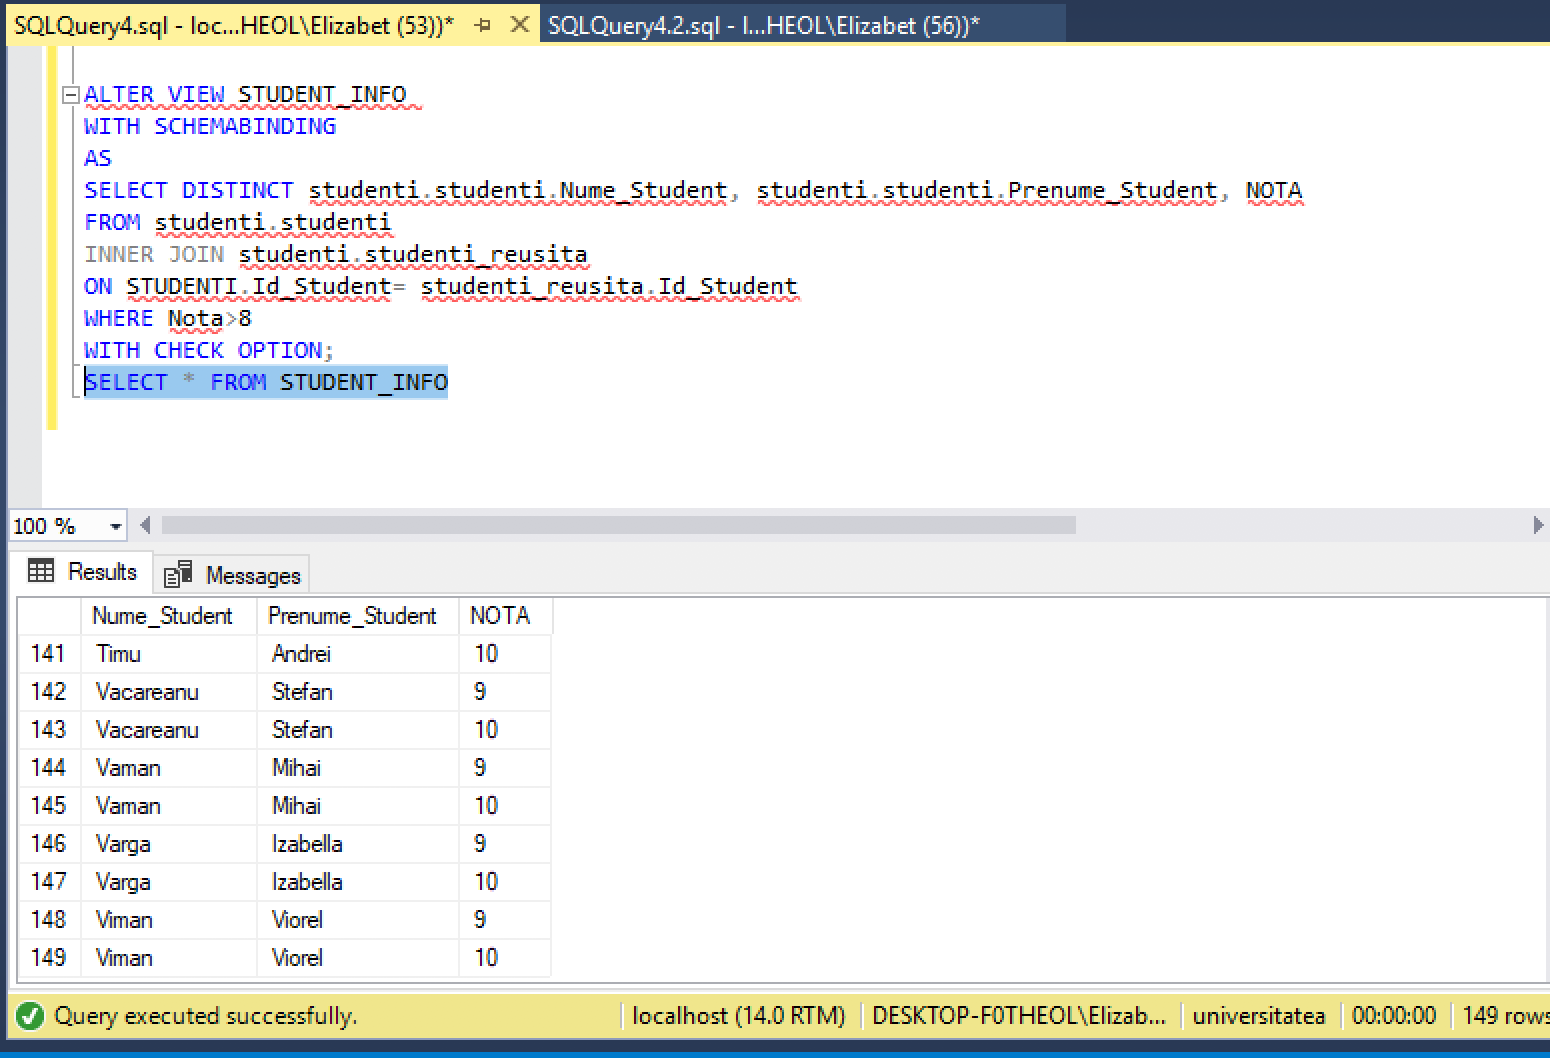 SQLQuery4.sql - loc...HEOL\Elizabet (53))* SQLQuery4.2.sql - l...HEOL\Elizabet (56))*
ALTER VIEW STUDENT_INFO
WITH SCHEMABINDING
AS
SELECT DISTINCT studenti.studenti.Nume_Student, studenti.studenti.Prenume_Student, NOTA
FROM studenti.studenti
INNER JOIN studenti.studenti_reusita
ON STUDENTI.Id_Student= studenti_reusita.Id_Student
WHERE Nota>8
WITH CHECK OPTION;
SELECT * FROM STUDENT_INFO
100 %
Results Messages
Nume_Student Prenume_Student NOTA
141 Timu Andrei 10
142 Vacareanu Stefan 9
143 Vacareanu Stefan 10
144 Vaman Mihai 9
145 Vaman Mihai 10
146 Varga Izabella 9
147 Varga Izabella 10
148 Viman Viorel 9
149 Viman Viorel 10
Query executed successfully. localhost (14.0 RTM) DESKTOP-F0THEOL\Elizab... universitatea 00:00:00 149 rows